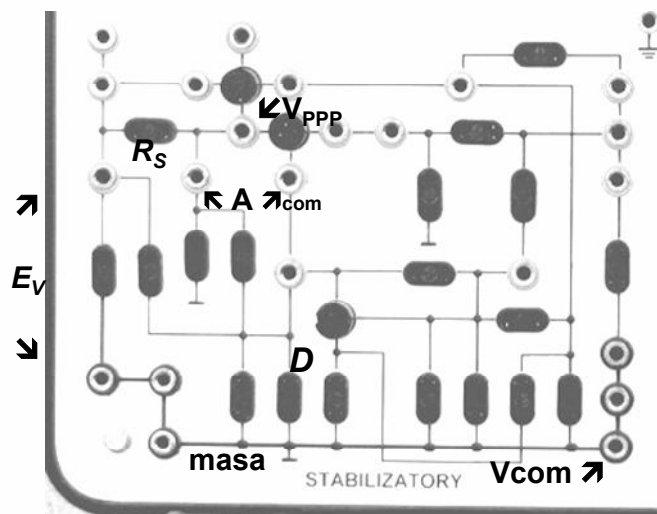 V_PPP
R_S
A com
E_V
D
masa
Vcom
STABILIZATORY